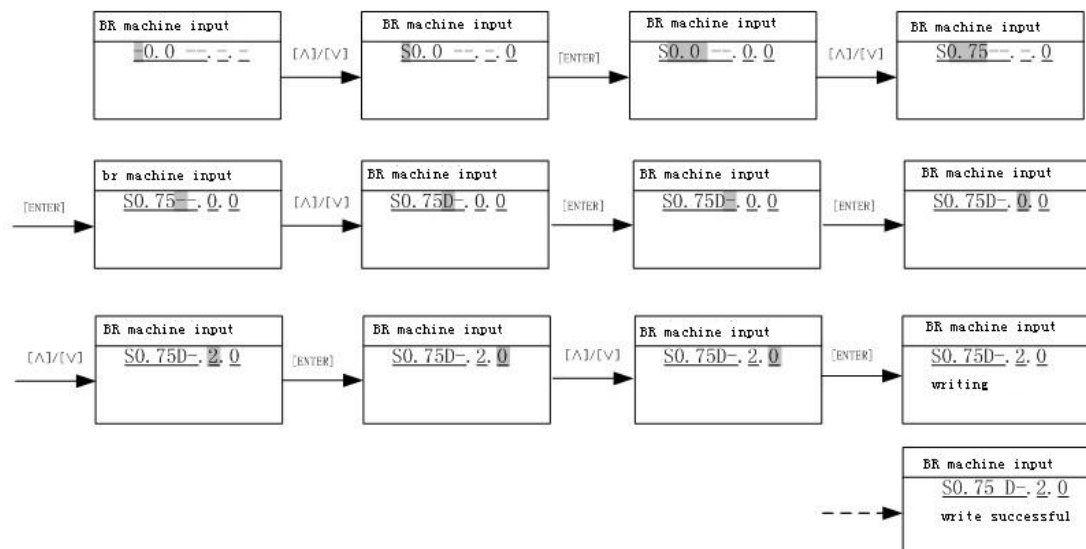 BR machine input
-0.0 --.-.-
[∧]/[∨]
BR machine input
S0.0 --.-.0
[ENTER]
BR machine input
S0.0 --.0.0
[∧]/[∨]
BR machine input
S0.75--.-.0
[ENTER]
br machine input
S0.75--.0.0
[∧]/[∨]
BR machine input
S0.75D-.0.0
[ENTER]
BR machine input
S0.75D-.0.0
[ENTER]
BR machine input
S0.75D-.0.0
[∧]/[∨]
BR machine input
S0.75D-.2.0
[ENTER]
BR machine input
S0.75D-.2.0
[∧]/[∨]
BR machine input
S0.75D-.2.0
[ENTER]
BR machine input
S0.75D-.2.0
writing
BR machine input
S0.75 D-.2.0
write successful